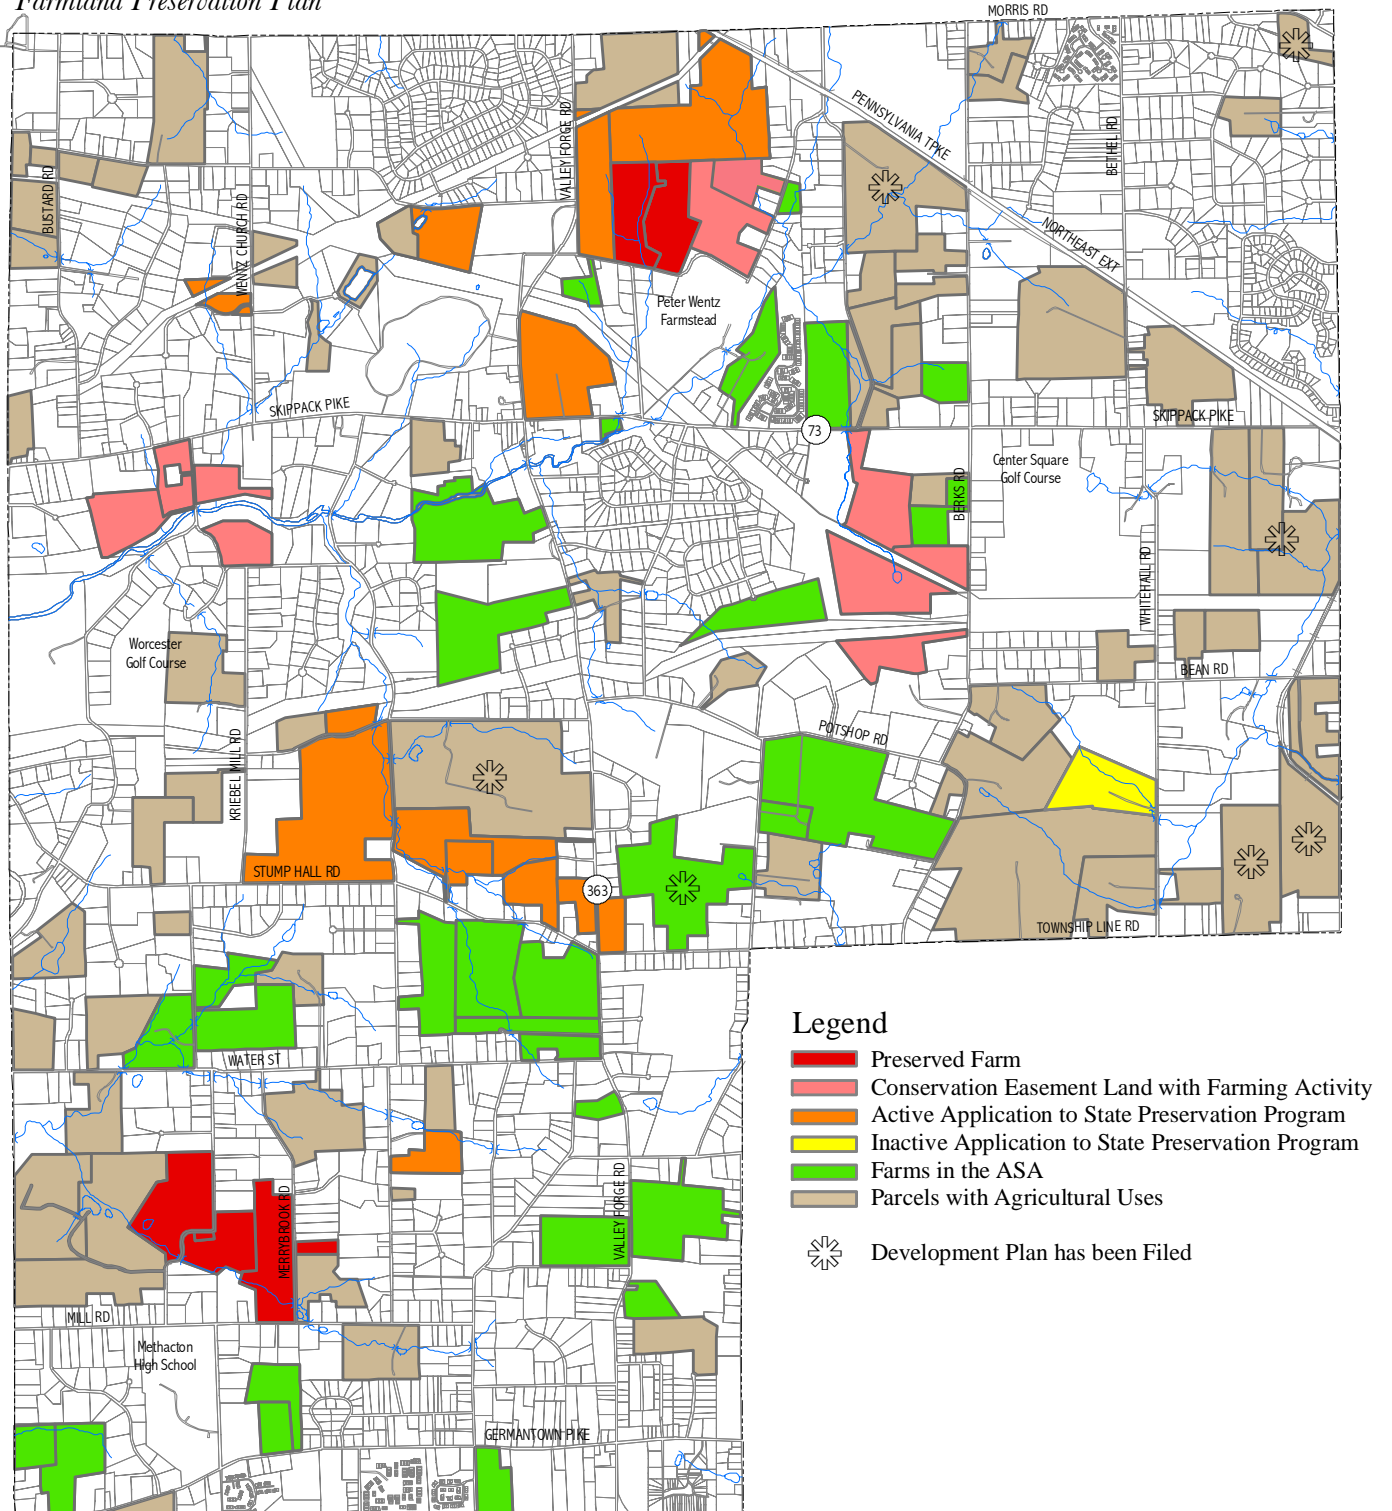 Farmland Preservation Plan
MORRIS RD
PENNSYLVANIA TPKE
VALLEY FORGE RD
BETHEL RD
BUSTARD RD
WENTZ CHURCH RD
NORTHEAST EXT
Peter Wentz
Farmstead
SKIPPACK PIKE
SKIPPACK PIKE
73
Center Square
Golf Course
BERKS RD
WHITEHALL RD
Worcester
Golf Course
BEAN RD
POTSHOP RD
KRIEBEL MILL RD
STUMP HALL RD
363
TOWNSHIP LINE RD
Legend
Preserved Farm
Conservation Easement Land with Farming Activity
Active Application to State Preservation Program
Inactive Application to State Preservation Program
Farms in the ASA
Parcels with Agricultural Uses
Development Plan has been Filed
WATER ST
VALLEY FORGE RD
MERRYBROOK RD
MILL RD
Methacton
High School
GERMANTOWN PIKE